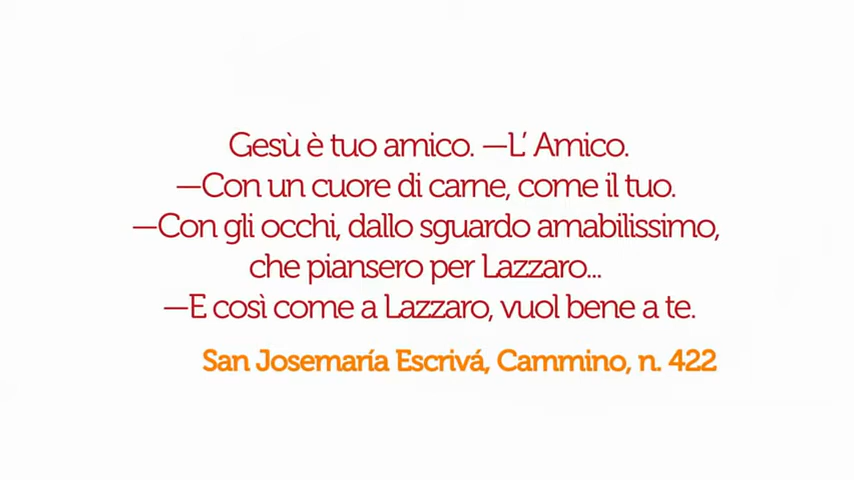 Gesù è tuo amico. —L’ Amico.
—Con un cuore di carne, come il tuo.
—Con gli occhi, dallo sguardo amabilissimo,
che piansero per Lazzaro...
—E così come a Lazzaro, vuol bene a te.
San Josemaría Escrivá, Cammino, n. 422